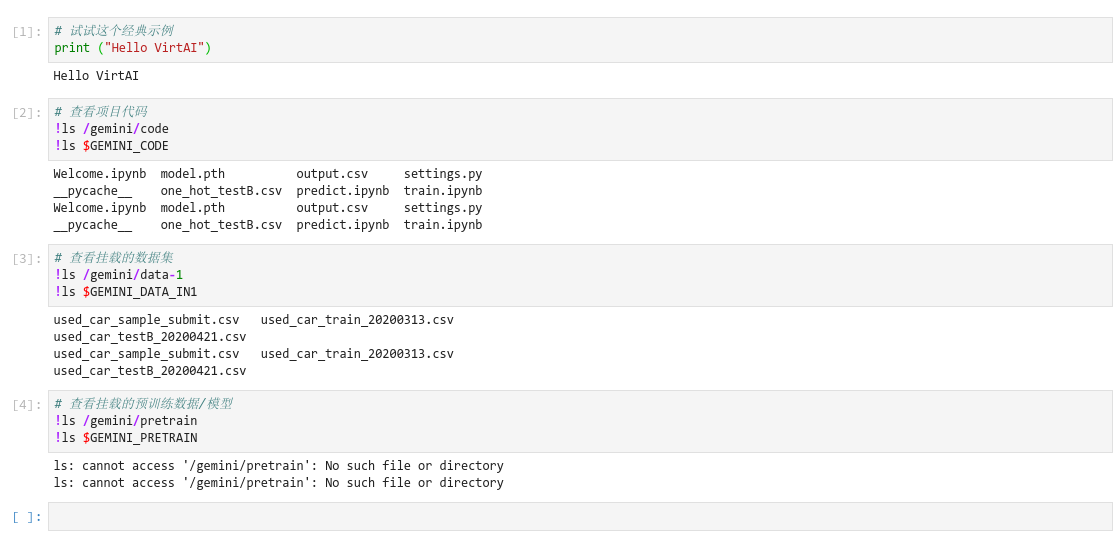 [1]: # 试试这个经典示例
print ("Hello VirtAI")
Hello VirtAI
[2]: # 查看项目代码
!ls /gemini/code
!ls $GEMINI_CODE
Welcome.ipynb  model.pth          output.csv     settings.py
__pycache__    one_hot_testB.csv  predict.ipynb  train.ipynb
Welcome.ipynb  model.pth          output.csv     settings.py
__pycache__    one_hot_testB.csv  predict.ipynb  train.ipynb
[3]: # 查看挂载的数据集
!ls /gemini/data-1
!ls $GEMINI_DATA_IN1
used_car_sample_submit.csv   used_car_train_20200313.csv
used_car_testB_20200421.csv
used_car_sample_submit.csv   used_car_train_20200313.csv
used_car_testB_20200421.csv
[4]: # 查看挂载的预训练数据/模型
!ls /gemini/pretrain
!ls $GEMINI_PRETRAIN
ls: cannot access '/gemini/pretrain': No such file or directory
ls: cannot access '/gemini/pretrain': No such file or directory
[ ]: